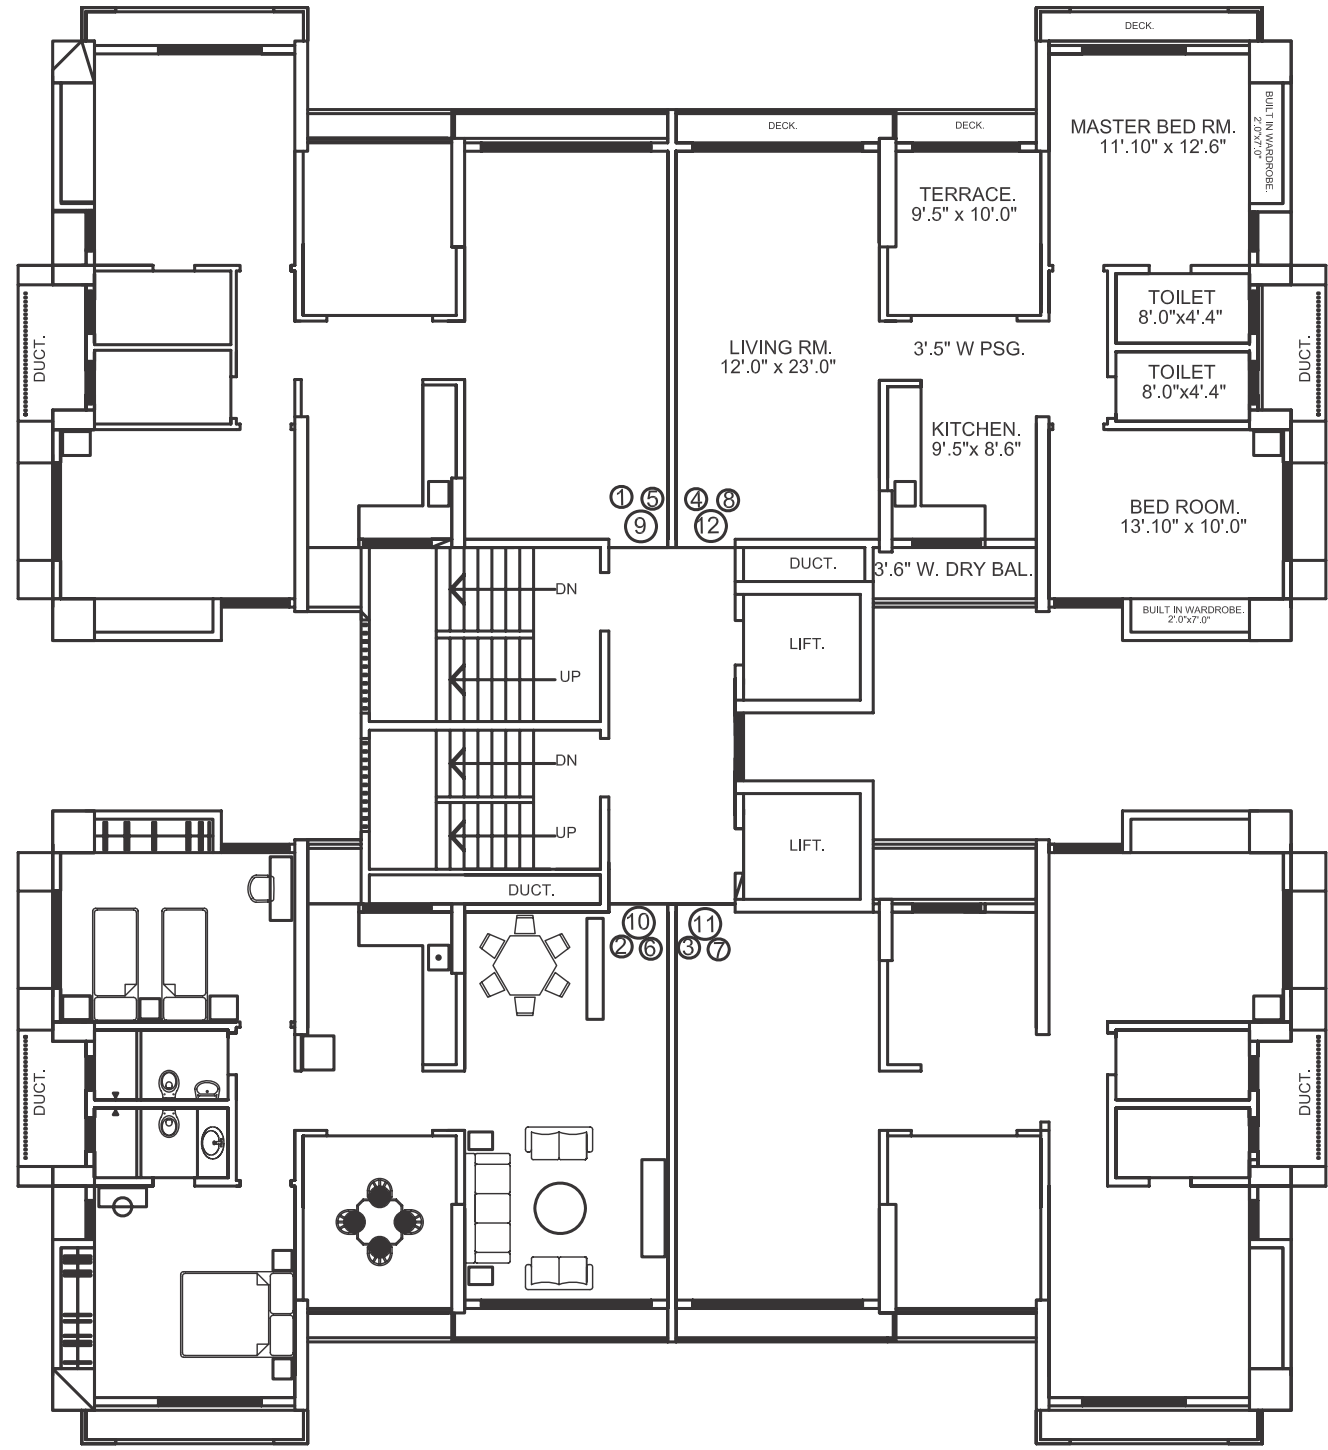 DECK.
DECK.
DECK.
MASTER BED RM.
11'.10" x 12'.6"
BUILT IN WARDROBE.
2'.0"x7'.0"
TERRACE.
9'.5" x 10'.0"
TOILET
8'.0"x4'.4"
DUCT.
DUCT.
LIVING RM.
12'.0" x 23'.0"
3'.5" W PSG.
TOILET
8'.0"x4'.4"
KITCHEN.
9'.5"x 8'.6"
1 5
9
4 8
12
BED ROOM.
13'.10" x 10'.0"
DUCT.
3'.6" W. DRY BAL.
DN
BUILT IN WARDROBE.
2'.0"x7'.0"
LIFT.
UP
DN
UP
LIFT.
DUCT.
10
2 6
11
3 7
DUCT.
DUCT.